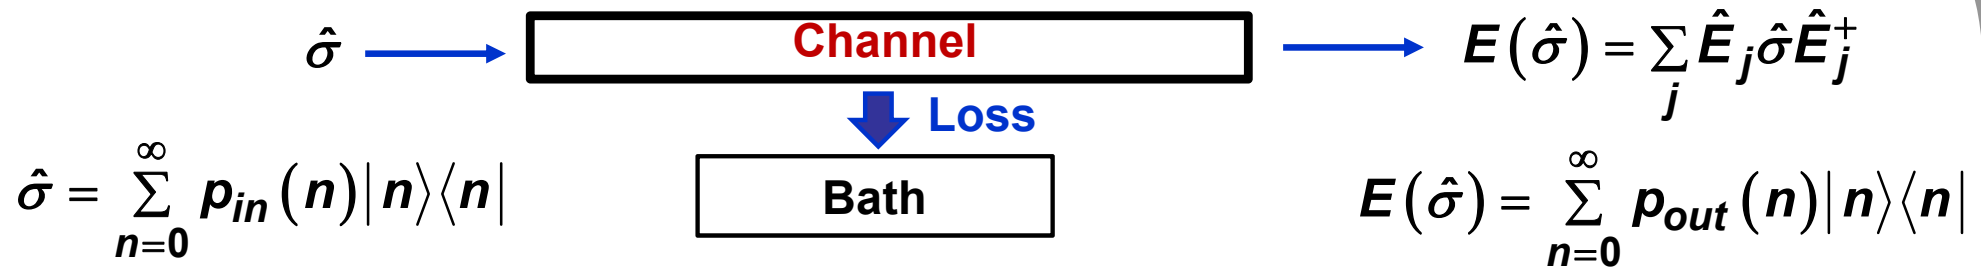 σ̂ → Channel → E(σ̂) = ∑_j Ê_j σ̂ Ê_j^+
Loss
σ̂ = ∑_{n=0}^{∞} p_in(n)|n⟩⟨n|
Bath
E(σ̂) = ∑_{n=0}^{∞} p_out(n)|n⟩⟨n|